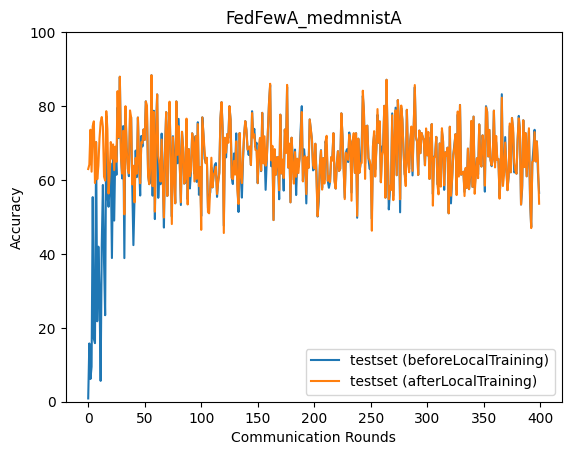 FedFewA_medmnistA
100
80
60
40
20
0
Accuracy
0 50 100 150 200 250 300 350 400
Communication Rounds
testset (beforeLocalTraining)
testset (afterLocalTraining)